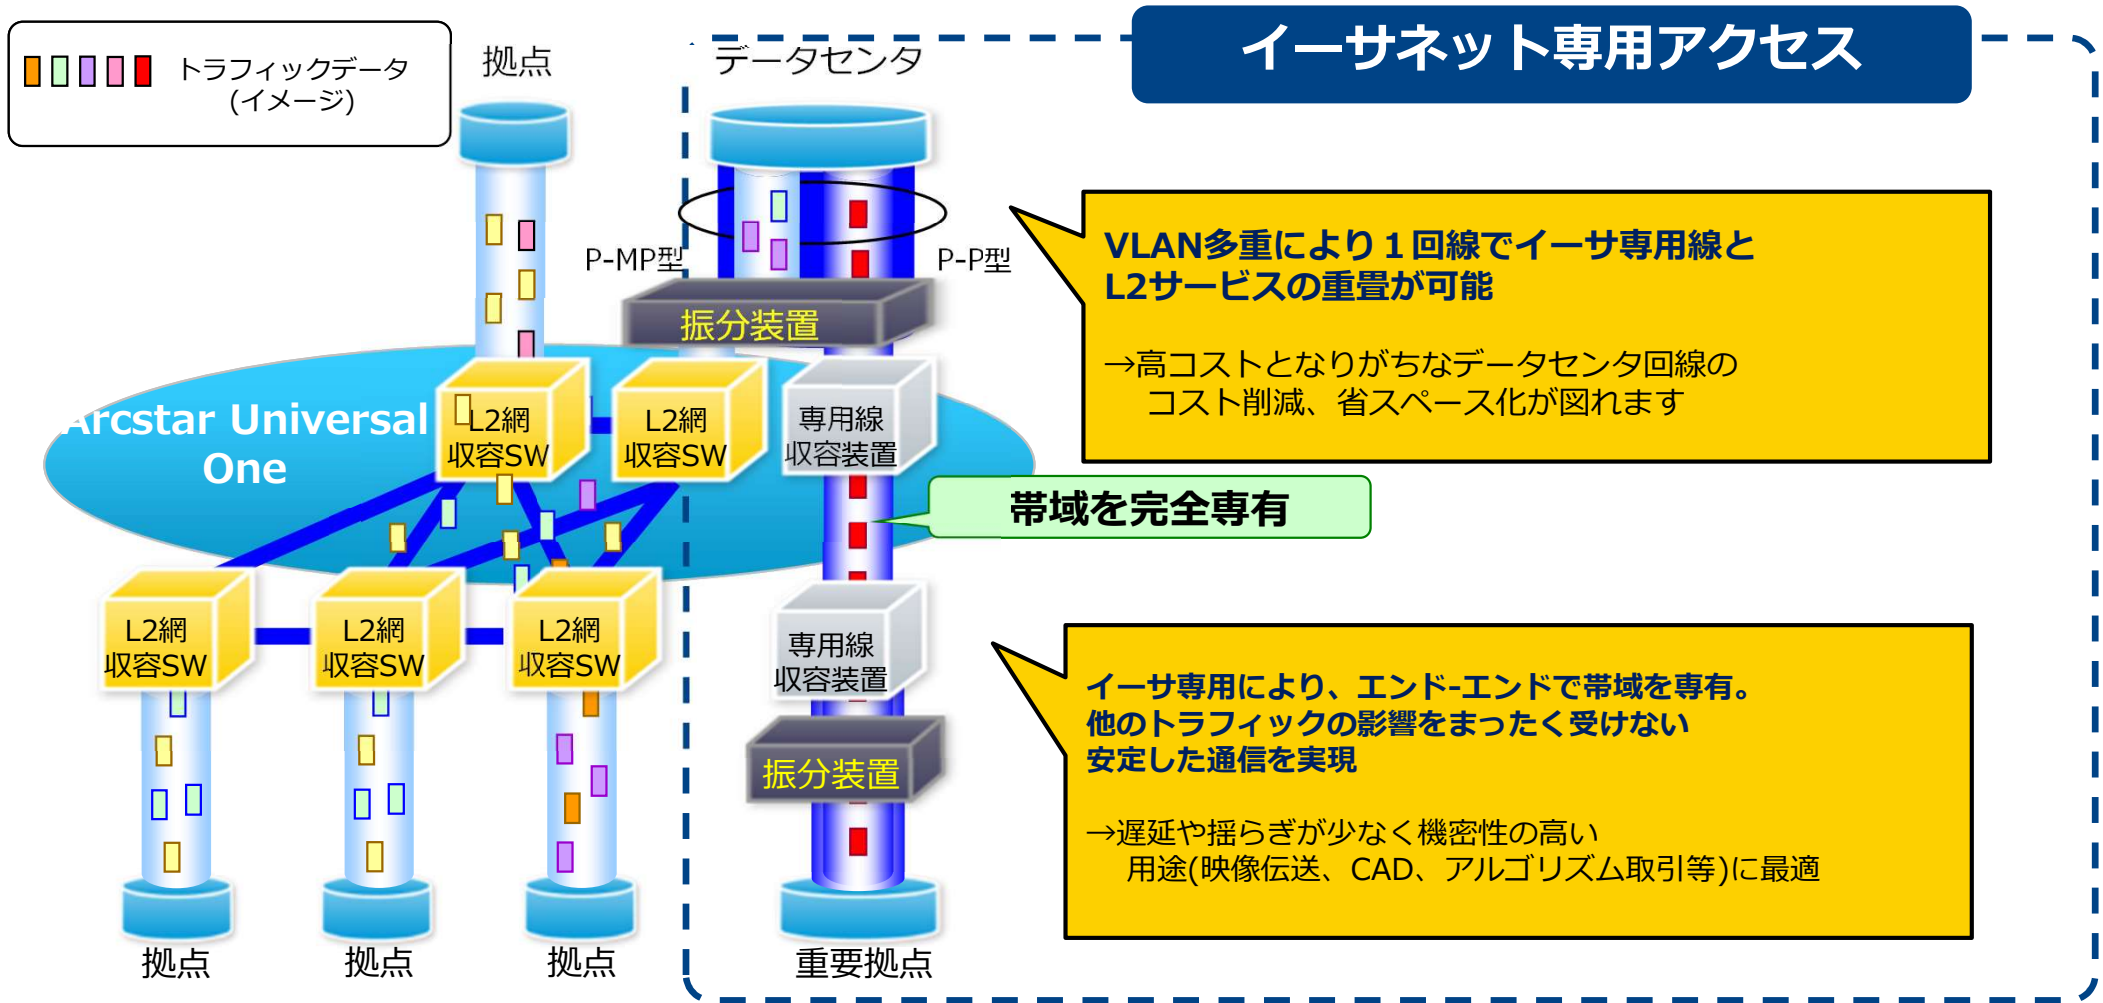 イーサネット専用アクセス
トラフィックデータ
(イメージ)
拠点
データセンタ
P-MP型
P-P型
振分装置
VLAN多重により１回線でイーサ専用線と
L2サービスの重畳が可能
→高コストとなりがちなデータセンタ回線の
コスト削減、省スペース化が図れます
Arcstar Universal
One
L2網
収容SW
L2網
収容SW
専用線
収容装置
帯域を完全専有
L2網
収容SW
L2網
収容SW
L2網
収容SW
専用線
収容装置
振分装置
イーサ専用により、エンド-エンドで帯域を専有。
他のトラフィックの影響をまったく受けない
安定した通信を実現
→遅延や揺らぎが少なく機密性の高い
用途(映像伝送、CAD、アルゴリズム取引等)に最適
拠点
拠点
拠点
重要拠点